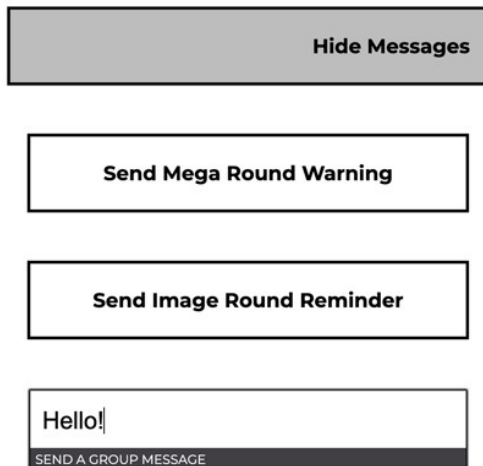 Hide Messages
Send Mega Round Warning
Send Image Round Reminder
Hello!
SEND A GROUP MESSAGE